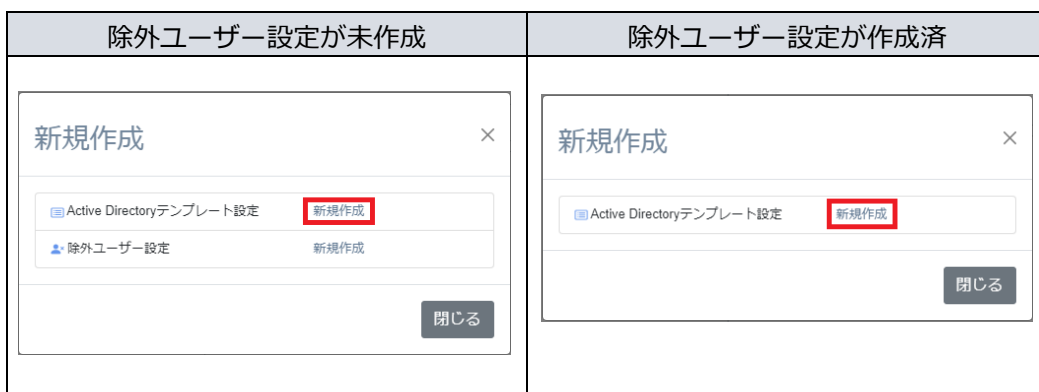 除外ユーザー設定が未作成
除外ユーザー設定が作成済
新規作成
×
Active Directoryテンプレート設定 新規作成
除外ユーザー設定 新規作成
閉じる
新規作成
×
Active Directoryテンプレート設定 新規作成
閉じる